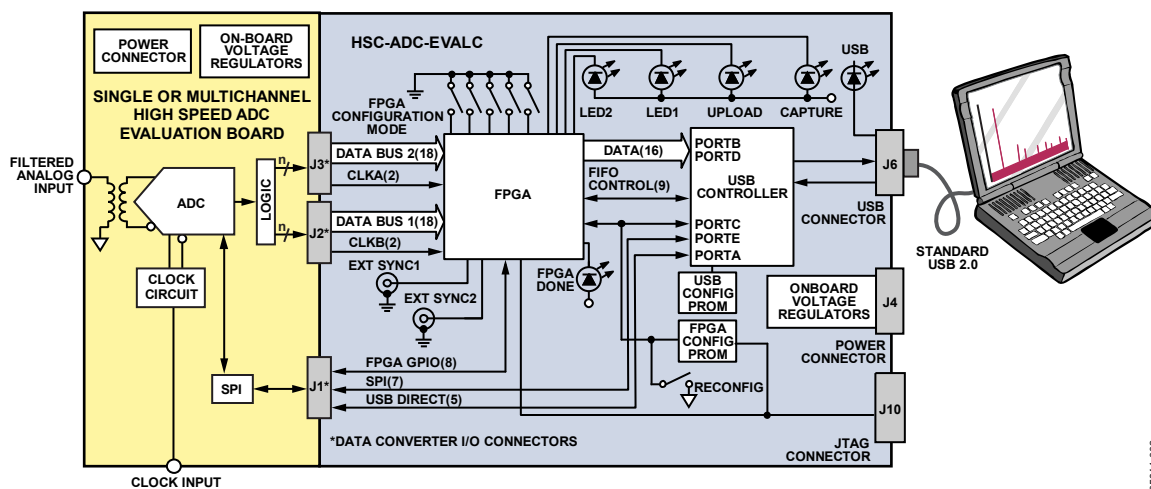 POWER
CONNECTOR
ON-BOARD
VOLTAGE
REGULATORS
SINGLE OR MULTICHANNEL
HIGH SPEED ADC
EVALUATION BOARD
FILTERED
ANALOG
INPUT
ADC
LOGIC
n
n
CLOCK
CIRCUIT
SPI
CLOCK INPUT
HSC-ADC-EVALC
FPGA
CONFIGURATION
MODE
J3*
DATA BUS 2(18)
CLKA(2)
J2*
DATA BUS 1(18)
CLKB(2)
EXT SYNC1
EXT SYNC2
FPGA
LED2
LED1
UPLOAD
CAPTURE
USB
DATA(16)
FIFO
CONTROL(9)
PORTB
PORTD
USB
CONTROLLER
PORTC
PORTE
PORTA
FPGA
DONE
USB
CONFIG
PROM
FPGA
CONFIG
PROM
RECONFIG
J1*
FPGA GPIO(8)
SPI(7)
USB DIRECT(5)
*DATA CONVERTER I/O CONNECTORS
J6
USB
CONNECTOR
STANDARD
USB 2.0
ONBOARD
VOLTAGE
REGULATORS
J4
POWER
CONNECTOR
J10
JTAG
CONNECTOR